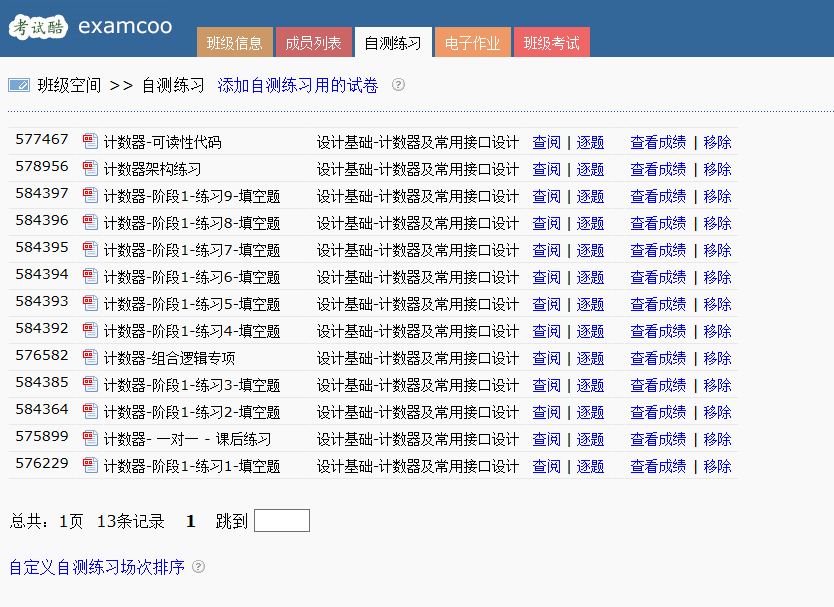 考试酷 examcoo
班级信息 成员列表 自测练习 电子作业 班级考试
班级空间 >> 自测练习 添加自测练习用的试卷 ?
577467 计数器-可读性代码 设计基础-计数器及常用接口设计 查阅 | 逐题 查看成绩 | 移除
578956 计数器架构练习 设计基础-计数器及常用接口设计 查阅 | 逐题 查看成绩 | 移除
584397 计数器-阶段1-练习9-填空题 设计基础-计数器及常用接口设计 查阅 | 逐题 查看成绩 | 移除
584396 计数器-阶段1-练习8-填空题 设计基础-计数器及常用接口设计 查阅 | 逐题 查看成绩 | 移除
584395 计数器-阶段1-练习7-填空题 设计基础-计数器及常用接口设计 查阅 | 逐题 查看成绩 | 移除
584394 计数器-阶段1-练习6-填空题 设计基础-计数器及常用接口设计 查阅 | 逐题 查看成绩 | 移除
584393 计数器-阶段1-练习5-填空题 设计基础-计数器及常用接口设计 查阅 | 逐题 查看成绩 | 移除
584392 计数器-阶段1-练习4-填空题 设计基础-计数器及常用接口设计 查阅 | 逐题 查看成绩 | 移除
576582 计数器-组合逻辑专项 设计基础-计数器及常用接口设计 查阅 | 逐题 查看成绩 | 移除
584385 计数器-阶段1-练习3-填空题 设计基础-计数器及常用接口设计 查阅 | 逐题 查看成绩 | 移除
584364 计数器-阶段1-练习2-填空题 设计基础-计数器及常用接口设计 查阅 | 逐题 查看成绩 | 移除
575899 计数器- 一对一 - 课后练习 设计基础-计数器及常用接口设计 查阅 | 逐题 查看成绩 | 移除
576229 计数器-阶段1-练习1-填空题 设计基础-计数器及常用接口设计 查阅 | 逐题 查看成绩 | 移除
总共: 1页 13条记录 1 跳到
自定义自测练习场次排序 ?